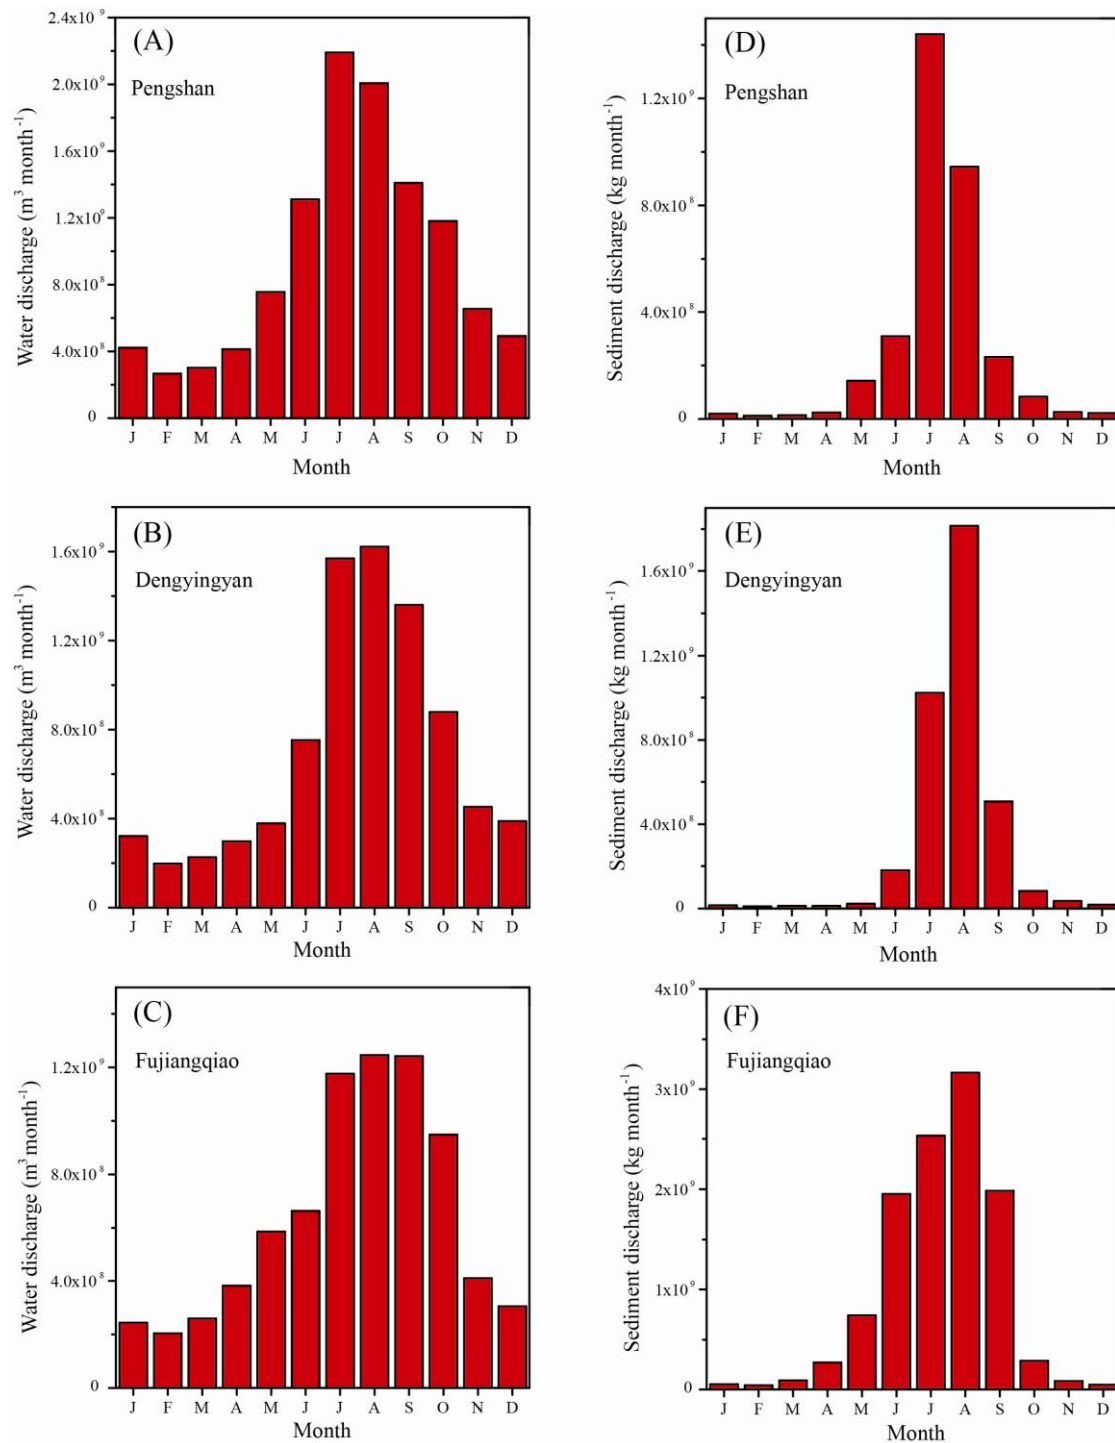 (A)
Pengshan
Water discharge (m³ month⁻¹)
2.4x10⁹
2.0x10⁹
1.6x10⁹
1.2x10⁹
8.0x10⁸
4.0x10⁸
0
J F M A M J J A S O N D
Month
(D)
Pengshan
Sediment discharge (kg month⁻¹)
1.2x10⁹
8.0x10⁸
4.0x10⁸
0
J F M A M J J A S O N D
Month
(B)
Dengyingyan
Water discharge (m³ month⁻¹)
1.6x10⁹
1.2x10⁹
8.0x10⁸
4.0x10⁸
0
J F M A M J J A S O N D
Month
(E)
Dengyingyan
Sediment discharge (kg month⁻¹)
1.6x10⁹
1.2x10⁹
8.0x10⁸
4.0x10⁸
0
J F M A M J J A S O N D
Month
(C)
Fujiangqiao
Water discharge (m³ month⁻¹)
1.2x10⁹
8.0x10⁸
4.0x10⁸
0
J F M A M J J A S O N D
Month
(F)
Fujiangqiao
Sediment discharge (kg month⁻¹)
4x10⁹
3x10⁹
2x10⁹
1x10⁹
0
J F M A M J J A S O N D
Month